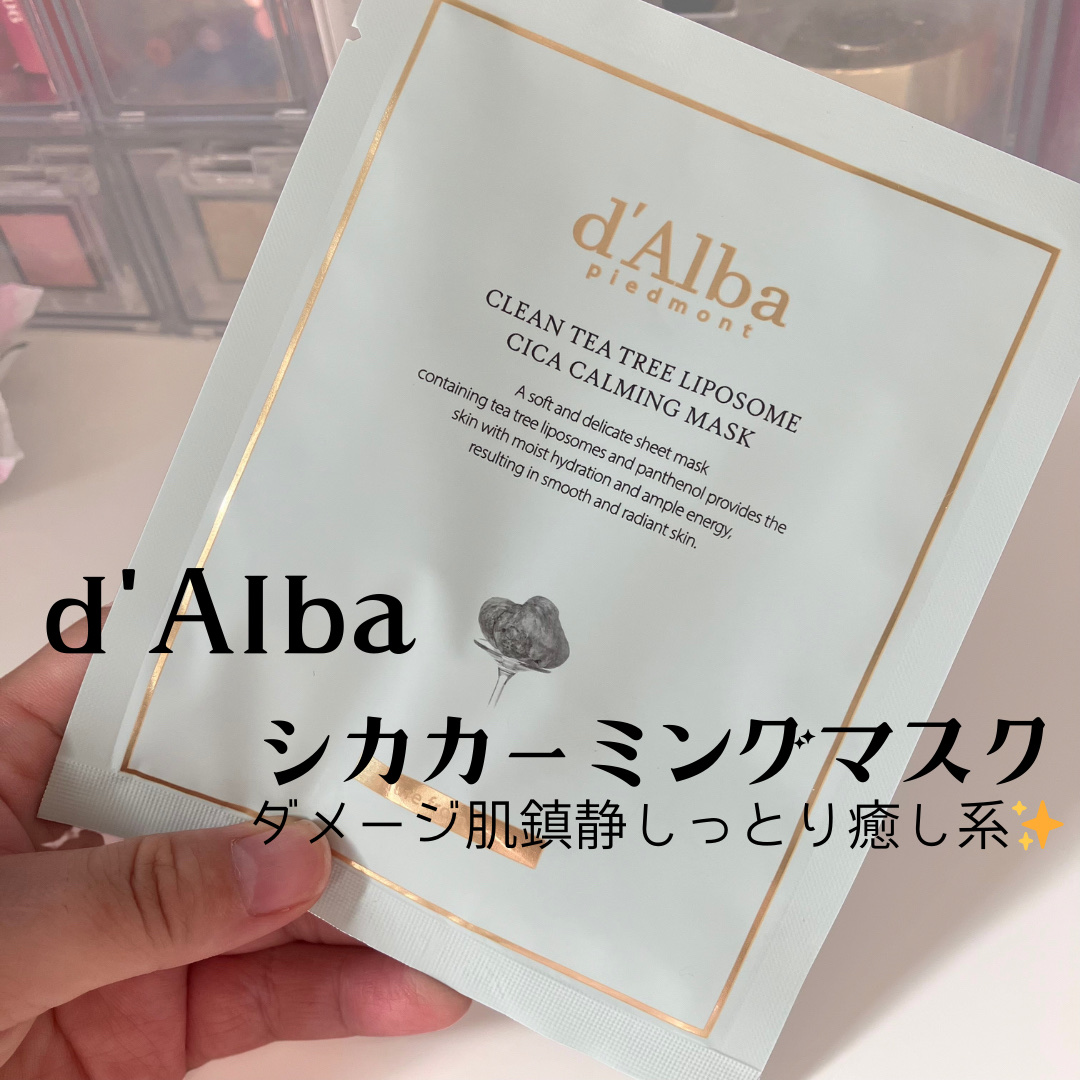 d'Alba
piedmont
CLEAN TEA TREE LIPOSOME
CICA CALMING MASK
A soft and delicate sheet mask
containing tea tree liposomes and panthenol provides the
skin with moist hydration and ample energy,
resulting in smooth and radiant skin.
d'Alba
シカカーミングマスク
ダメージ肌鎮静しっとり癒し系✨